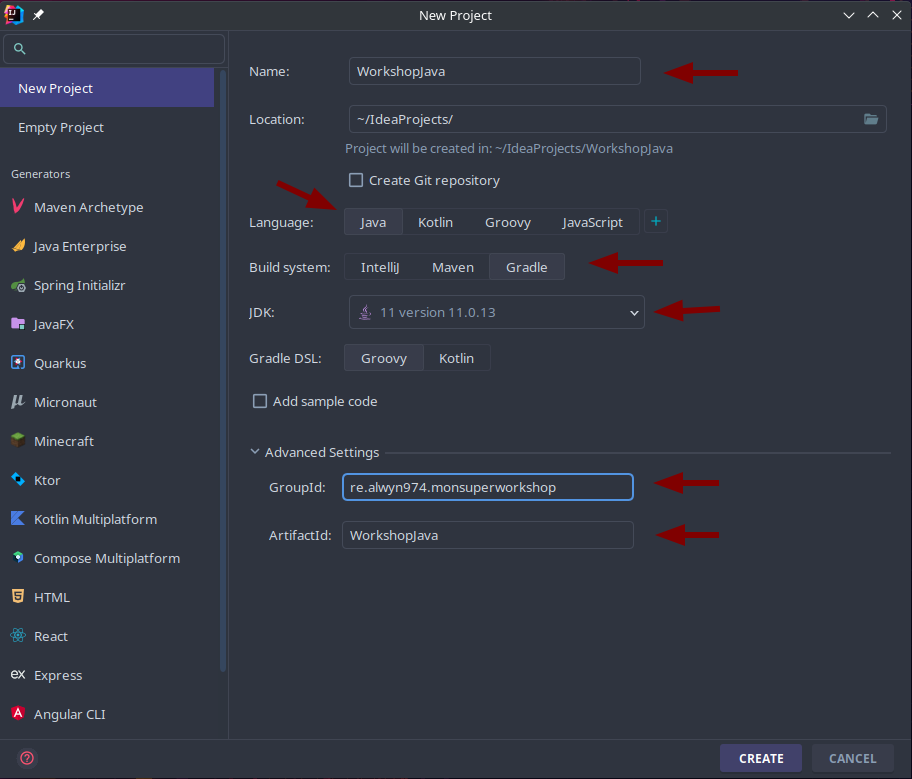 New Project
New Project
Empty Project
Generators
Maven Archetype
Java Enterprise
Spring Initializr
JavaFX
Quarkus
Micronaut
Minecraft
Ktor
Kotlin Multiplatform
Compose Multiplatform
HTML
React
ex Express
Angular CLI
Name: WorkshopJava
Location: ~/IdeaProjects/
Project will be created in: ~/IdeaProjects/WorkshopJava
Create Git repository
Language: Java Kotlin Groovy JavaScript +
Build system: IntelliJ Maven Gradle
JDK: 11 version 11.0.13
Gradle DSL: Groovy Kotlin
Add sample code
Advanced Settings
GroupId: re.alwyn974.monsuperworkshop
ArtifactId: WorkshopJava
? CREATE CANCEL